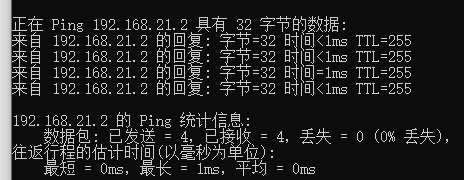 正在 Ping 192.168.21.2 具有 32 字节的数据:
来自 192.168.21.2 的回复: 字节=32 时间<1ms TTL=255
来自 192.168.21.2 的回复: 字节=32 时间<1ms TTL=255
来自 192.168.21.2 的回复: 字节=32 时间=1ms TTL=255
来自 192.168.21.2 的回复: 字节=32 时间<1ms TTL=255
192.168.21.2 的 Ping 统计信息:
数据包: 已发送 = 4, 已接收 = 4, 丢失 = 0 (0% 丢失),
往返行程的估计时间(以毫秒为单位):
最短 = 0ms, 最长 = 1ms, 平均 = 0ms